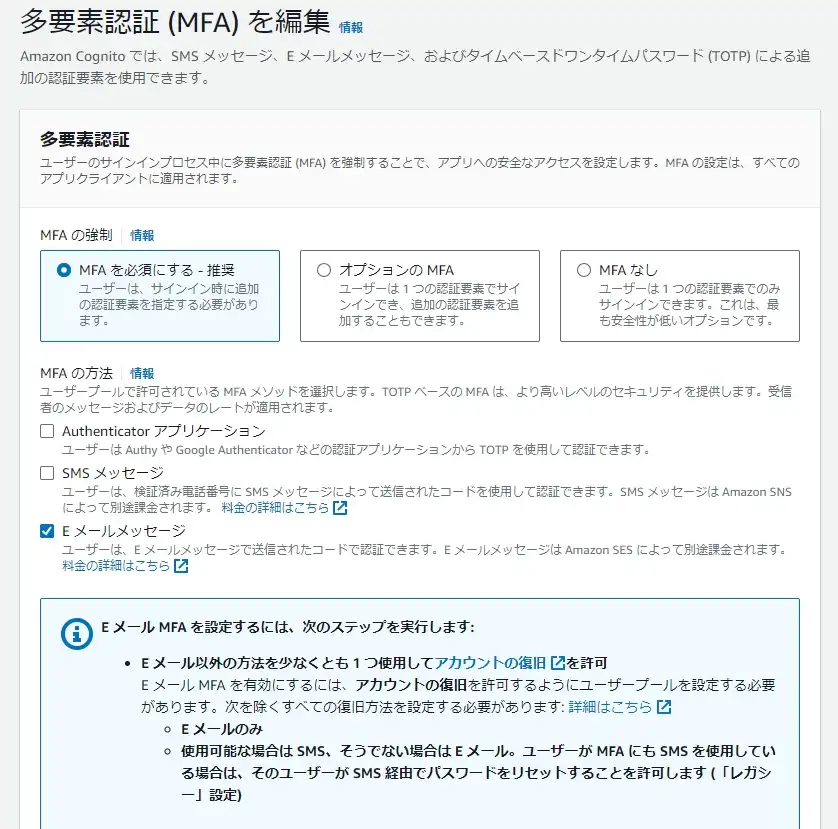 多要素認証 (MFA) を編集 情報
Amazon Cognito では、SMS メッセージ、E メールメッセージ、およびタイムベースドワンタイムパスワード (TOTP) による追
加の認証要素を使用できます。
多要素認証
ユーザーのサインインプロセス中に多要素認証 (MFA) を強制することで、アプリへの安全なアクセスを設定します。MFA の設定は、すべての
アプリクライアントに適用されます。
MFA の強制 情報
MFA を必須にする - 推奨
ユーザーは、サインイン時に追加
の認証要素を指定する必要があり
ます。
オプションの MFA
ユーザーは 1 つの認証要素でサイ
ンインでき、追加の認証要素を追
加することもできます。
MFA なし
ユーザーは 1 つの認証要素でのみ
サインインできます。これは、最
も安全性が低いオプションです。
MFA の方法 情報
ユーザープールで許可されている MFA メソッドを選択します。TOTP ベースの MFA は、より高いレベルのセキュリティを提供します。受信
者のメッセージおよびデータのレートが適用されます。
Authenticator アプリケーション
ユーザーは Authy や Google Authenticator などの認証アプリケーションから TOTP を使用して認証できます。
SMS メッセージ
ユーザーは、検証済み電話番号に SMS メッセージによって送信されたコードを使用して認証できます。SMS メッセージは Amazon SNS
によって別途課金されます。 料金の詳細はこちら
E メールメッセージ
ユーザーは、E メールメッセージで送信されたコードで認証できます。E メールメッセージは Amazon SES によって別途課金されます。
料金の詳細はこちら
E メール MFA を設定するには、次のステップを実行します:
• E メール以外の方法を少なくとも 1 つ使用してアカウントの復旧を許可
E メール MFA を有効にするには、アカウントの復旧を許可するようにユーザープールを設定する必要
があります。次を除くすべての復旧方法を設定する必要があります: 詳細はこちら
◦ E メールのみ
◦ 使用可能な場合は SMS、そうでない場合は E メール。ユーザーが MFA にも SMS を使用してい
る場合は、そのユーザーが SMS 経由でパスワードをリセットすることを許可します (「レガシ
ー」設定)